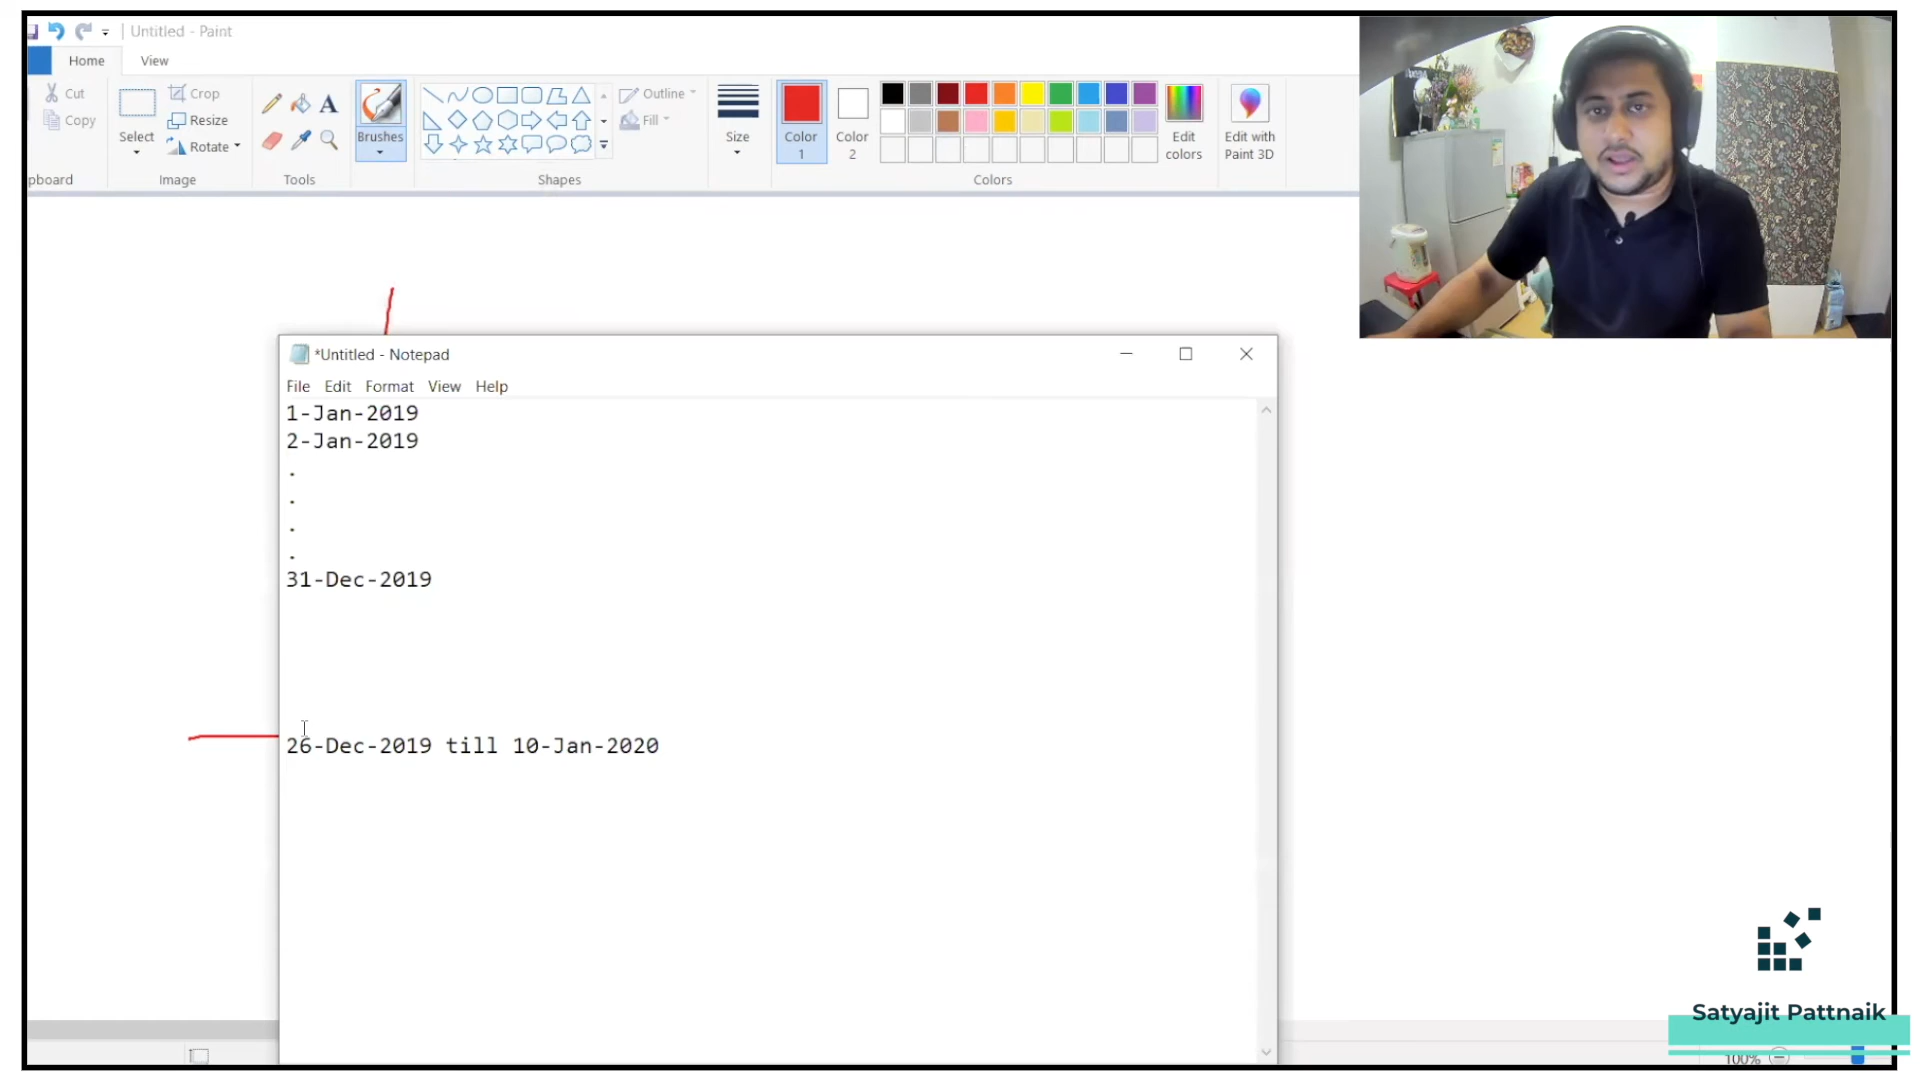 Untitled - Paint
Home
View
Cut
Copy
pboard
Select
Crop
Resize
Rotate
Image
Tools
Brushes
Outline
Fill
Shapes
Size
Color
1
Color
2
Edit
colors
Edit with
Paint 3D
Colors
*Untitled - Notepad
File Edit Format View Help
1-Jan-2019
2-Jan-2019
.
.
.
.
31-Dec-2019
26-Dec-2019 till 10-Jan-2020
Satyajit Pattnaik
100%